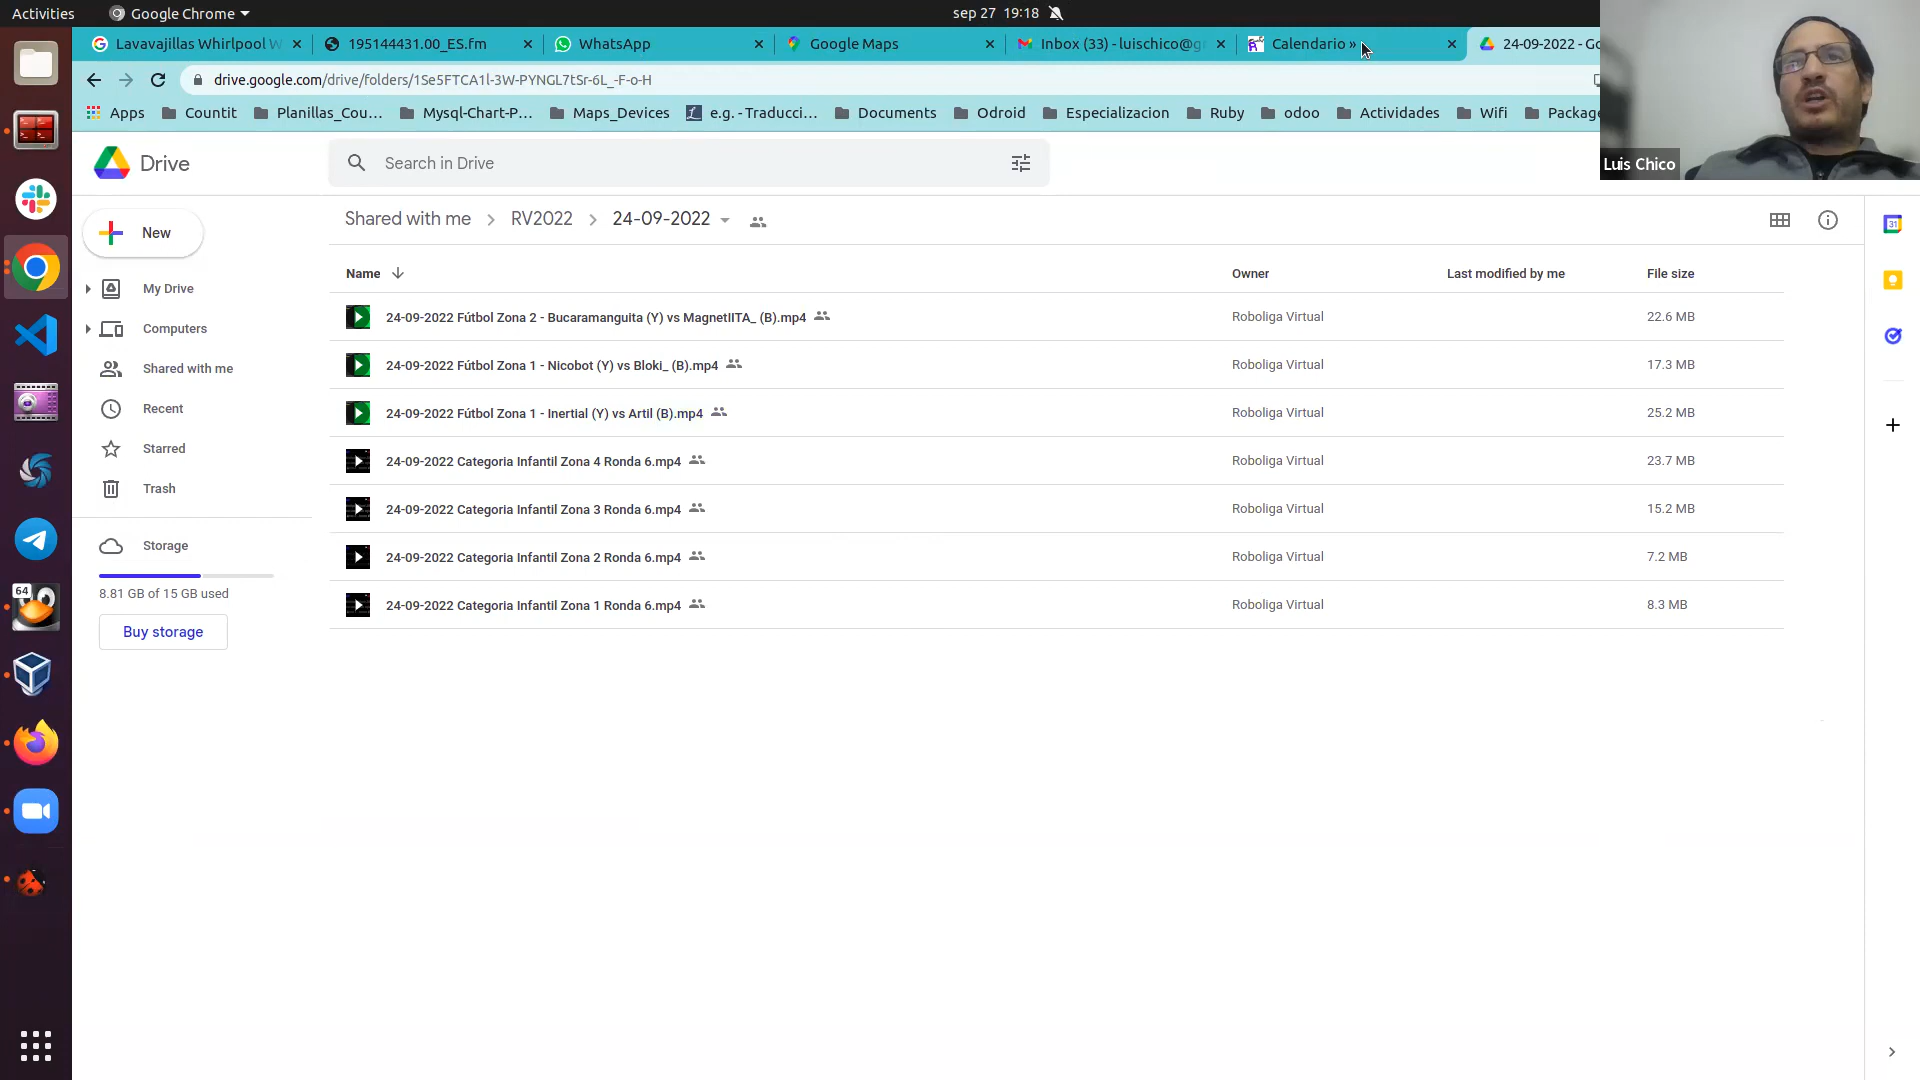 Activities
Google Chrome
sep 27 19:18
Lavavajillas Whirlpool W
195144431.00_ES.fm
WhatsApp
Google Maps
Inbox (33) - luischico@g
Calendario »
24-09-2022 - Go
drive.google.com/drive/folders/1Se5FTCA1l-3W-PYNGL7tSr-6L_-F-o-H
Apps
Countit
Planillas_Cou...
Mysql-Chart-P...
Maps_Devices
e.g. - Traducci...
Documents
Odroid
Especializacion
Ruby
odoo
Actividades
Wifi
Package
Luis Chico
Drive
Search in Drive
New
Shared with me
RV2022
24-09-2022
My Drive
Computers
Shared with me
Recent
Starred
Trash
Storage
8.81 GB of 15 GB used
Buy storage
Name Owner Last modified by me File size
24-09-2022 Fútbol Zona 2 - Bucaramanguita (Y) vs MagnetIITA_ (B).mp4 Roboliga Virtual 22.6 MB
24-09-2022 Fútbol Zona 1 - Nicobot (Y) vs Bloki_ (B).mp4 Roboliga Virtual 17.3 MB
24-09-2022 Fútbol Zona 1 - Inertial (Y) vs Artil (B).mp4 Roboliga Virtual 25.2 MB
24-09-2022 Categoria Infantil Zona 4 Ronda 6.mp4 Roboliga Virtual 23.7 MB
24-09-2022 Categoria Infantil Zona 3 Ronda 6.mp4 Roboliga Virtual 15.2 MB
24-09-2022 Categoria Infantil Zona 2 Ronda 6.mp4 Roboliga Virtual 7.2 MB
24-09-2022 Categoria Infantil Zona 1 Ronda 6.mp4 Roboliga Virtual 8.3 MB
64
31